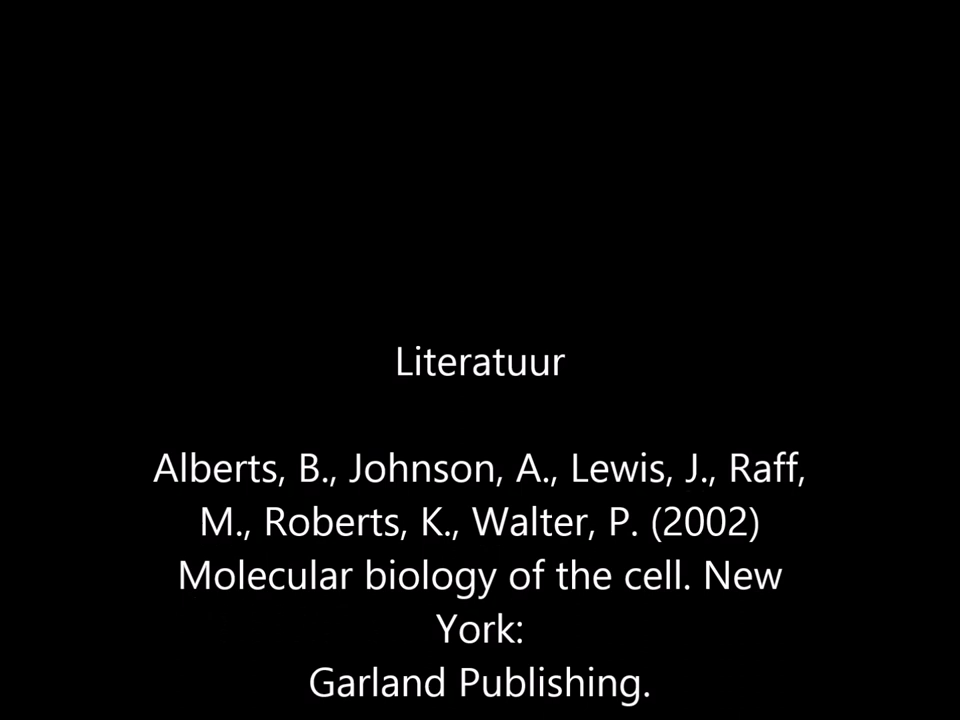 Literatuur
Alberts, B., Johnson, A., Lewis, J., Raff,
M., Roberts, K., Walter, P. (2002)
Molecular biology of the cell. New
York:
Garland Publishing.